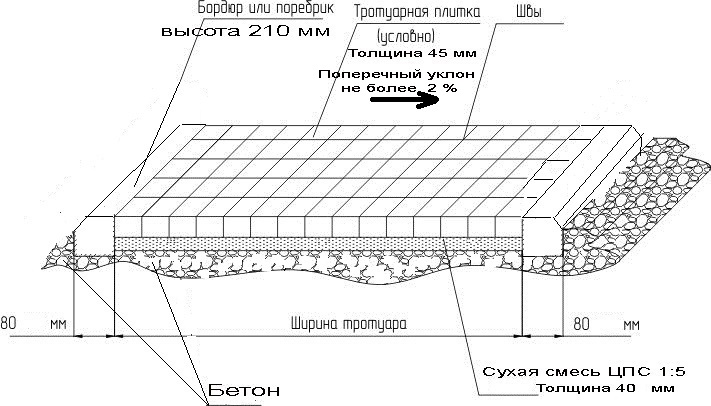 Бордюр или поребрик
высота 210 мм
Тротуарная плитка
(условно)
Толщина 45 мм
Швы
Поперечный уклон
не более 2 %
80 мм
Ширина тротуара
80 мм
Бетон
Сухая смесь ЦПС 1:5
Толщина 40 мм